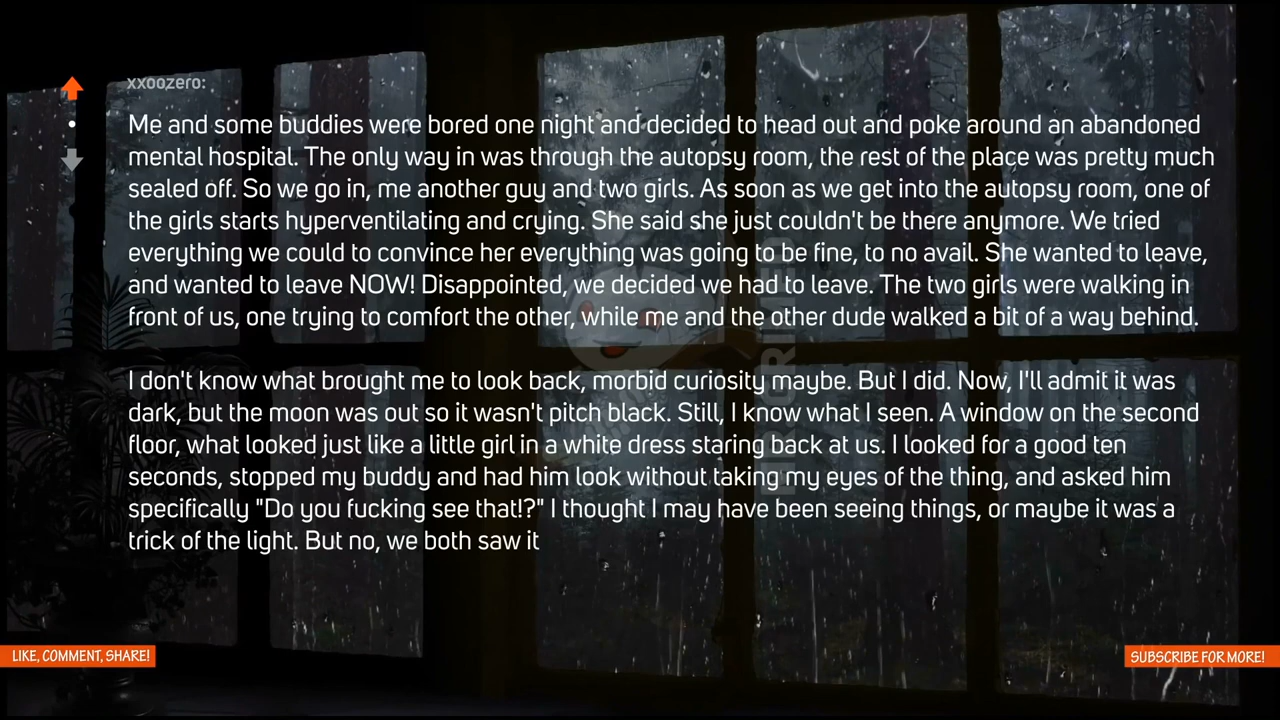 xxoozero:
Me and some buddies were bored one night and decided to head out and poke around an abandoned
mental hospital. The only way in was through the autopsy room, the rest of the place was pretty much
sealed off. So we go in, me another guy and two girls. As soon as we get into the autopsy room, one of
the girls starts hyperventilating and crying. She said she just couldn't be there anymore. We tried
everything we could to convince her everything was going to be fine, to no avail. She wanted to leave,
and wanted to leave NOW! Disappointed, we decided we had to leave. The two girls were walking in
front of us, one trying to comfort the other, while me and the other dude walked a bit of a way behind.
I don't know what brought me to look back, morbid curiosity maybe. But I did. Now, I'll admit it was
dark, but the moon was out so it wasn't pitch black. Still, I know what I seen. A window on the second
floor, what looked just like a little girl in a white dress staring back at us. I looked for a good ten
seconds, stopped my buddy and had him look without taking my eyes of the thing, and asked him
specifically "Do you fucking see that!?" I thought I may have been seeing things, or maybe it was a
trick of the light. But no, we both saw it
LIKE, COMMENT, SHARE!
SUBSCRIBE FOR MORE!